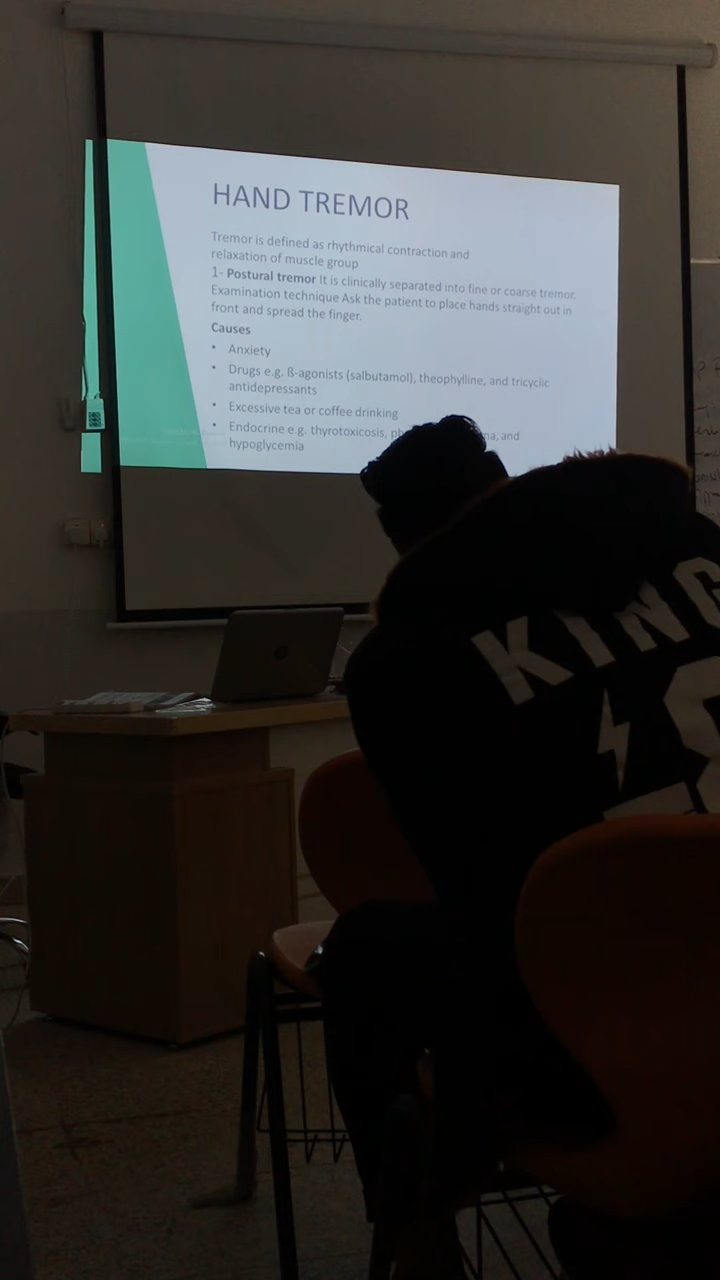 HAND TREMOR
Tremor is defined as rhythmical contraction and
relaxation of muscle group
1- Postural tremor It is clinically separated into fine or coarse tremor.
Examination technique Ask the patient to place hands straight out in
front and spread the finger.
Causes
• Anxiety
• Drugs e.g. ß-agonists (salbutamol), theophylline, and tricyclic
antidepressants
• Excessive tea or coffee drinking
• Endocrine e.g. thyrotoxicosis, and
hypoglycemia
KING